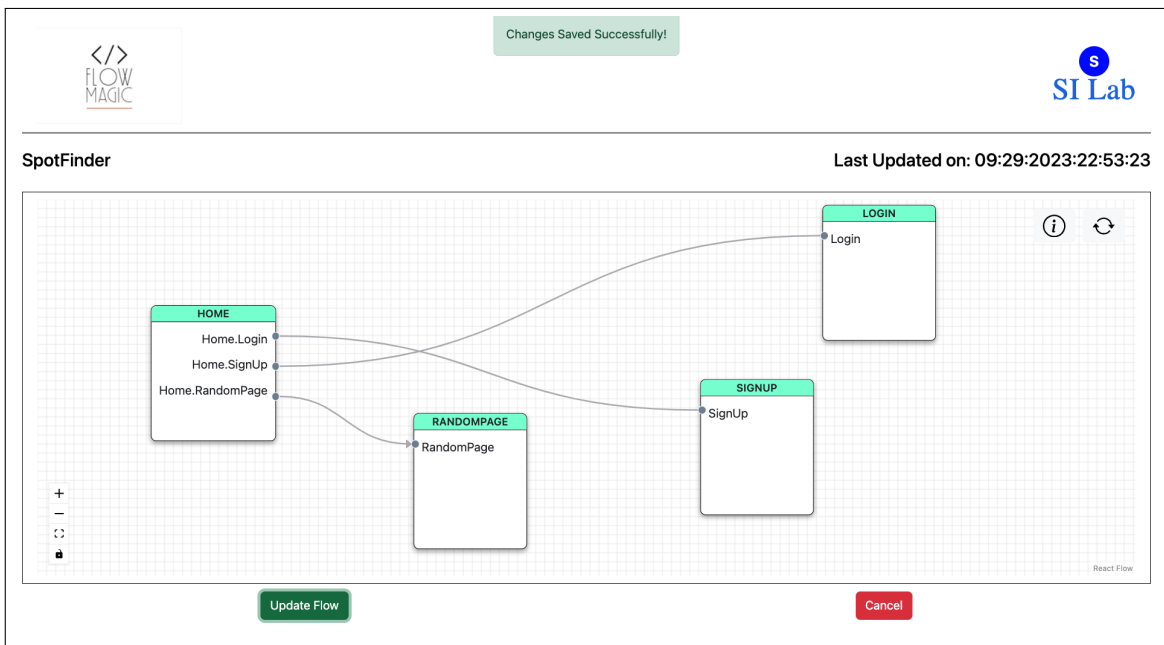 Changes Saved Successfully!
</>
FLOW
MAGIC
S
SI Lab
SpotFinder
Last Updated on: 09:29:2023:22:53:23
LOGIN
Login
HOME
Home.Login
Home.SignUp
Home.RandomPage
SIGNUP
SignUp
RANDOMPAGE
RandomPage
React Flow
Update Flow
Cancel